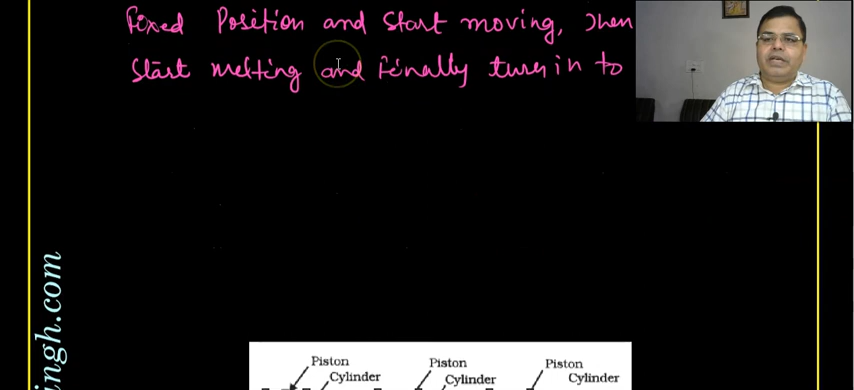 Fixed Position and Start moving, then
Start melting and finally turn in to
ingh.com
Piston
Cylinder
Piston
Cylinder
Piston
Cylinder